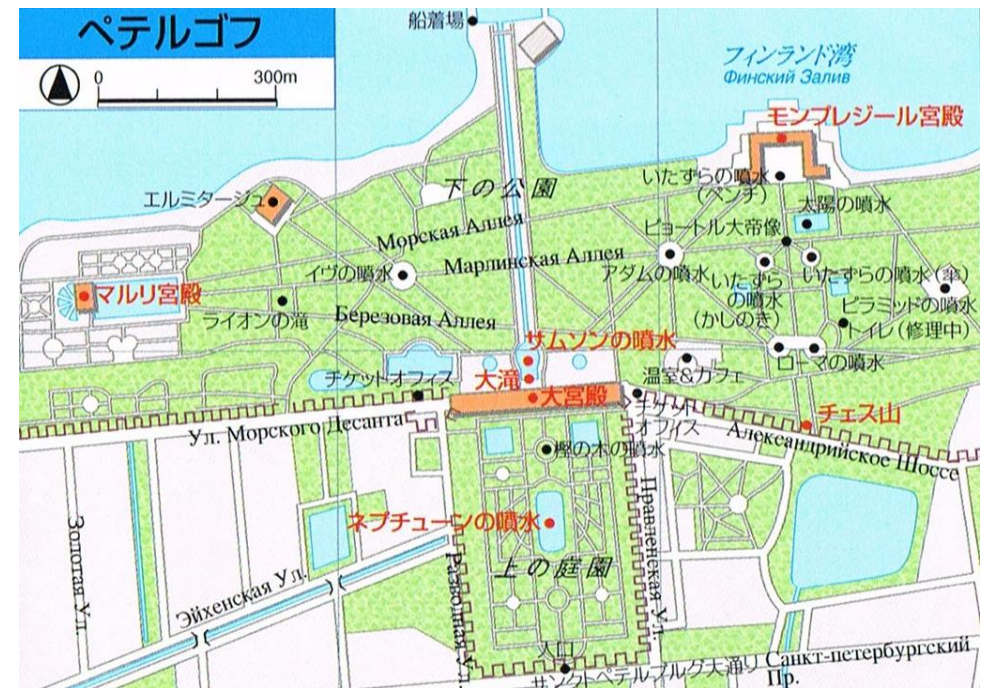 ペテルゴフ
0 300m
船着場
フィンランド湾
Финский Залив
モンプレジール宮殿
いたずらの噴水
(ベンチ)
太陽の噴水
エルミタージュ
下の公園
ピョートル大帝像
Морская Аллея
Марлинская Аллея
イヴの噴水
アダムの噴水
いたずら
の噴水
(かしのき)
いたずらの噴水(傘)
マルリ宮殿
ライオンの滝
Березовая Аллея
ピラミッドの噴水
トイレ(修理中)
サムソンの噴水
ローマの噴水
大滝
チケットオフィス
温室&カフェ
大宮殿
チケット
オフィス
チェス山
Ул. Морского Десанта
Александрийское Шоссе
樫の木の噴水
ネプチューンの噴水
Правленская Ул.
Золотая Ул.
上の庭園
Эйхенская Ул.
Разводная Ул.
入口
サンクトペテルブルグ大通り
Санкт-петербургский
Пр.